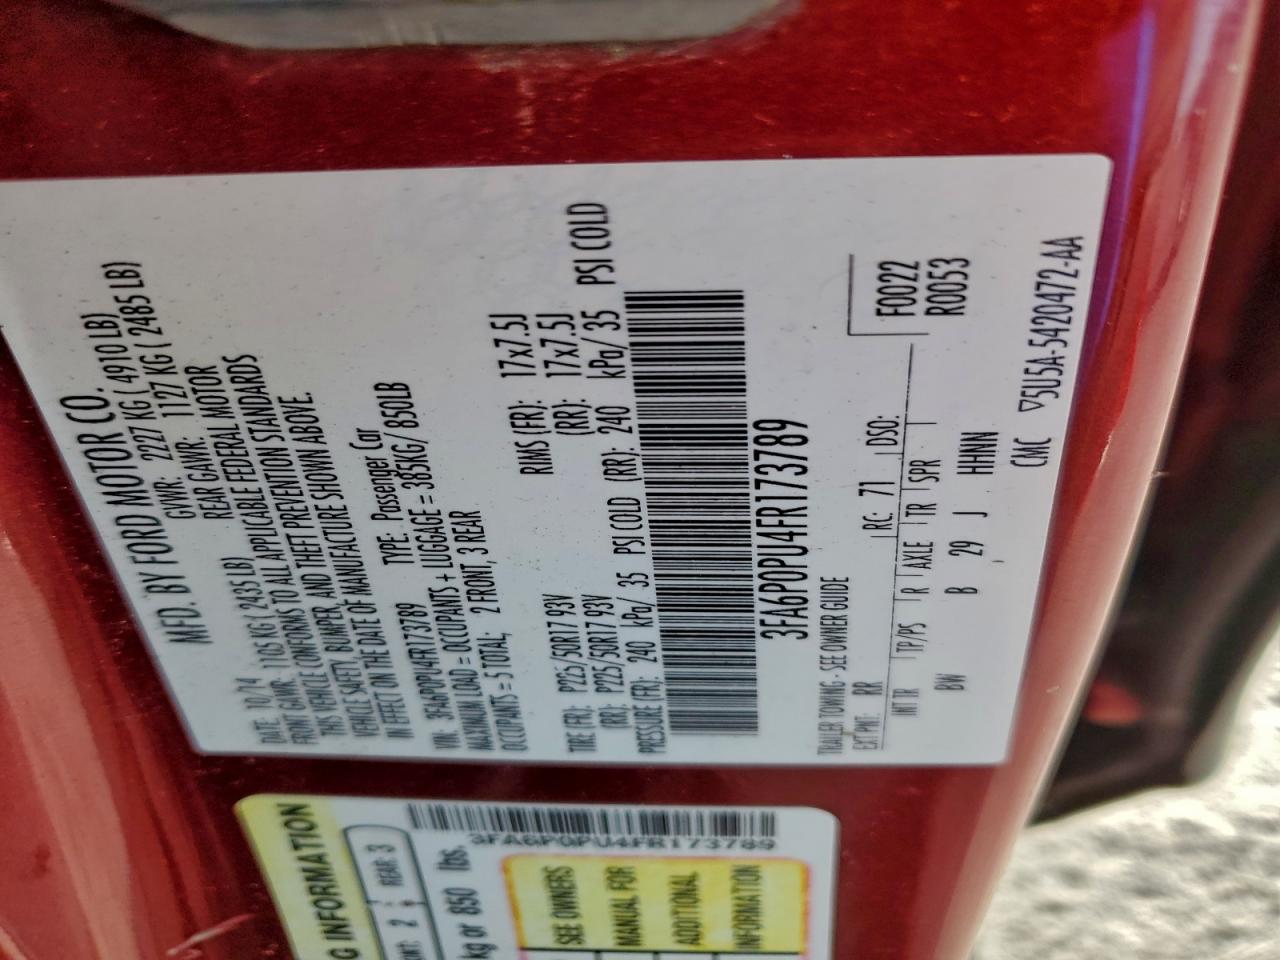 MFD. BY FORD MOTOR CO.
DATE: 10/14 GVWR: 2227 KG ( 4910 LB)
FRONT GAWR: 1105 KG ( 2435 LB) REAR GAWR: 1127 KG ( 2485 LB)
THIS VEHICLE CONFORMS TO ALL APPLICABLE FEDERAL MOTOR
VEHICLE SAFETY, BUMPER, AND THEFT PREVENTION STANDARDS
IN EFFECT ON THE DATE OF MANUFACTURE SHOWN ABOVE.
VIN: 3FA6P0PU4FR173789 TYPE: Passenger Car
MAXIMUM LOAD = OCCUPANTS + LUGGAGE = 385KG/ 850LB
OCCUPANTS = 5 TOTAL; 2 FRONT, 3 REAR
TIRE (FR): P225/50R17 93V RIMS (FR): 17x7.5J
(RR): P225/50R17 93V (RR): 17x7.5J
PRESSURE (FR): 240 kPa/ 35 PSI COLD (RR): 240 kPa/ 35 PSI COLD
3FA6P0PU4FR173789
TRAILER TOWING - SEE OWNER GUIDE
EXT PNT: RR RC: 71 DSO: F0022
INT TR TP/PS R AXLE TR SPR R0053
BW B 29 J HHNN
CMC ▽5U5A-5420472-AA
G INFORMATION
2 REAR: 3
kg or 850 lbs.
3FA6P0PU4FR173789
SEE OWNERS
MANUAL FOR
ADDITIONAL
INFORMATION